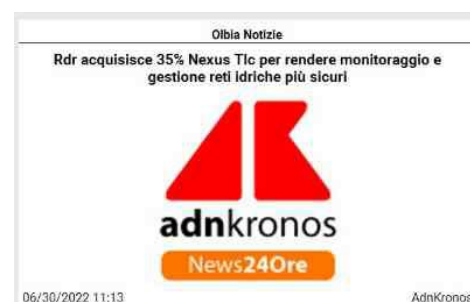 Olbia Notizie
Rdr acquisisce 35% Nexus Tlc per rendere monitoraggio e
gestione reti idriche più sicuri
adnkronos
News24Ore
06/30/2022 11:13
AdnKronos